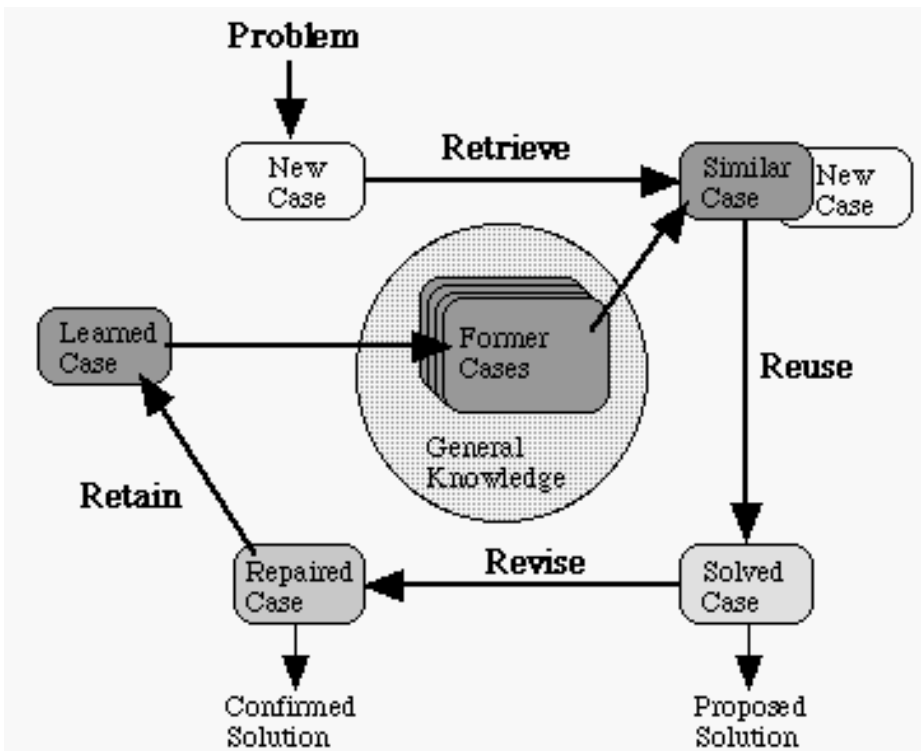 Problem
New
Case
Retrieve
Similar
Case
New
Case
Learned
Case
Former
Cases
Reuse
General
Knowledge
Retain
Repaired
Case
Revise
Solved
Case
Confirmed
Solution
Proposed
Solution